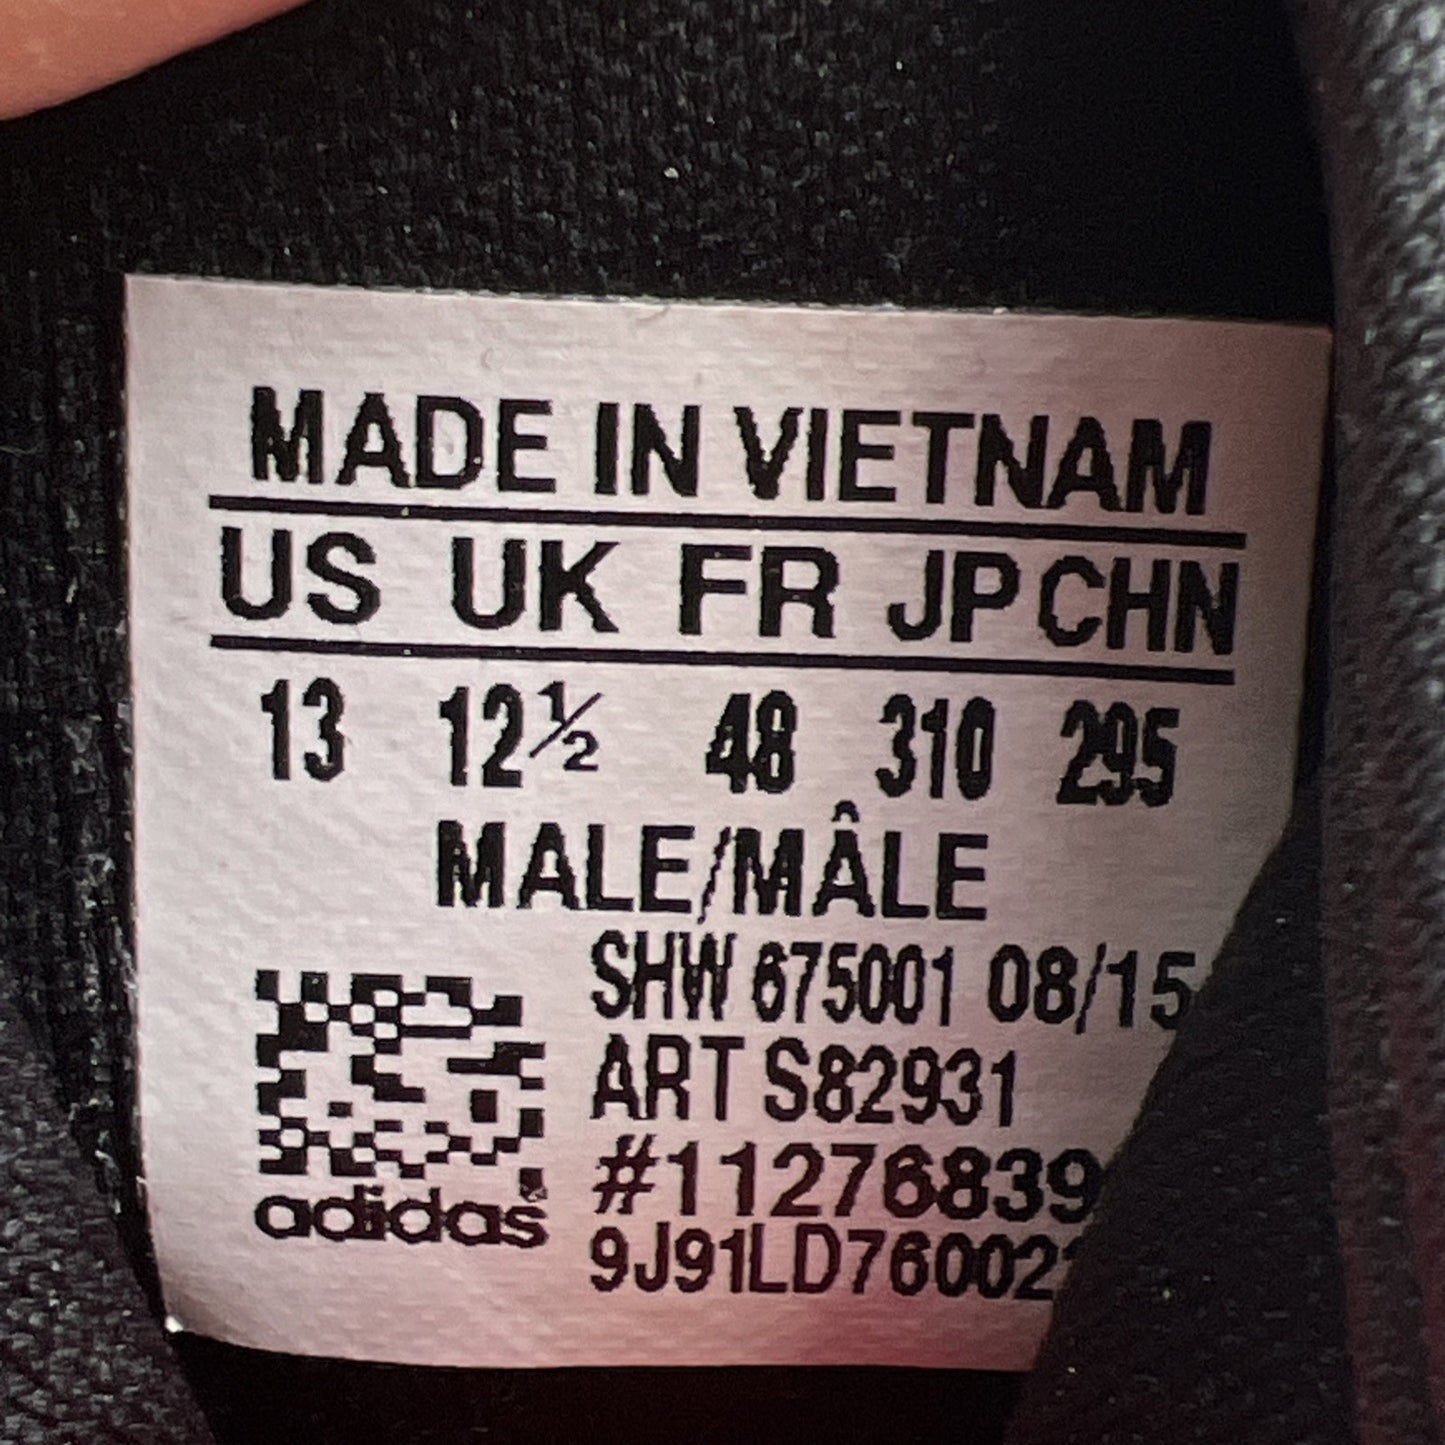 MADE IN VIETNAM
US UK FR JP CHN
13 12½ 48 310 295
MALE/MÂLE
SHW 675001 08/15
ART S82931
#11276839
adidas